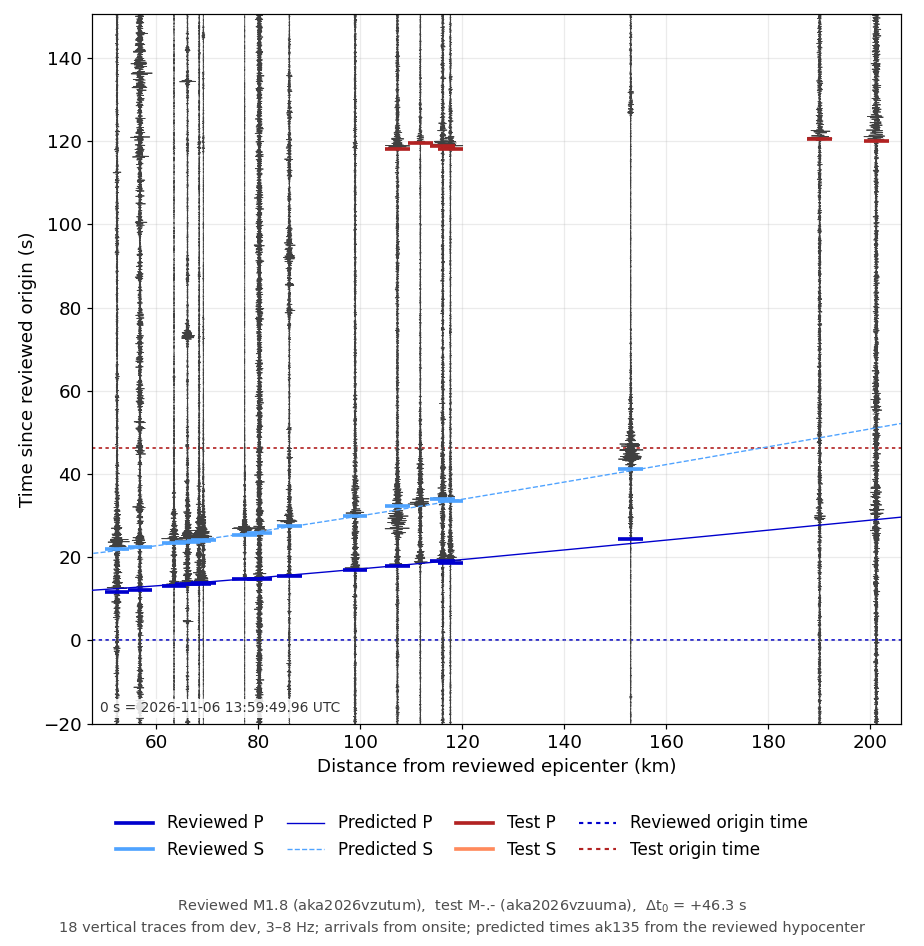 140
120
100
80
60
40
20
0
−20
Time since reviewed origin (s)
0 s = 2026-11-06 13:59:49.96 UTC
60 80 100 120 140 160 180 200
Distance from reviewed epicenter (km)
Reviewed P Predicted P Test P Reviewed origin time
Reviewed S Predicted S Test S Test origin time
Reviewed M1.8 (aka2026vzutum), test M-.- (aka2026vzuuma), Δt₀ = +46.3 s
18 vertical traces from dev, 3–8 Hz; arrivals from onsite; predicted times ak135 from the reviewed hypocenter